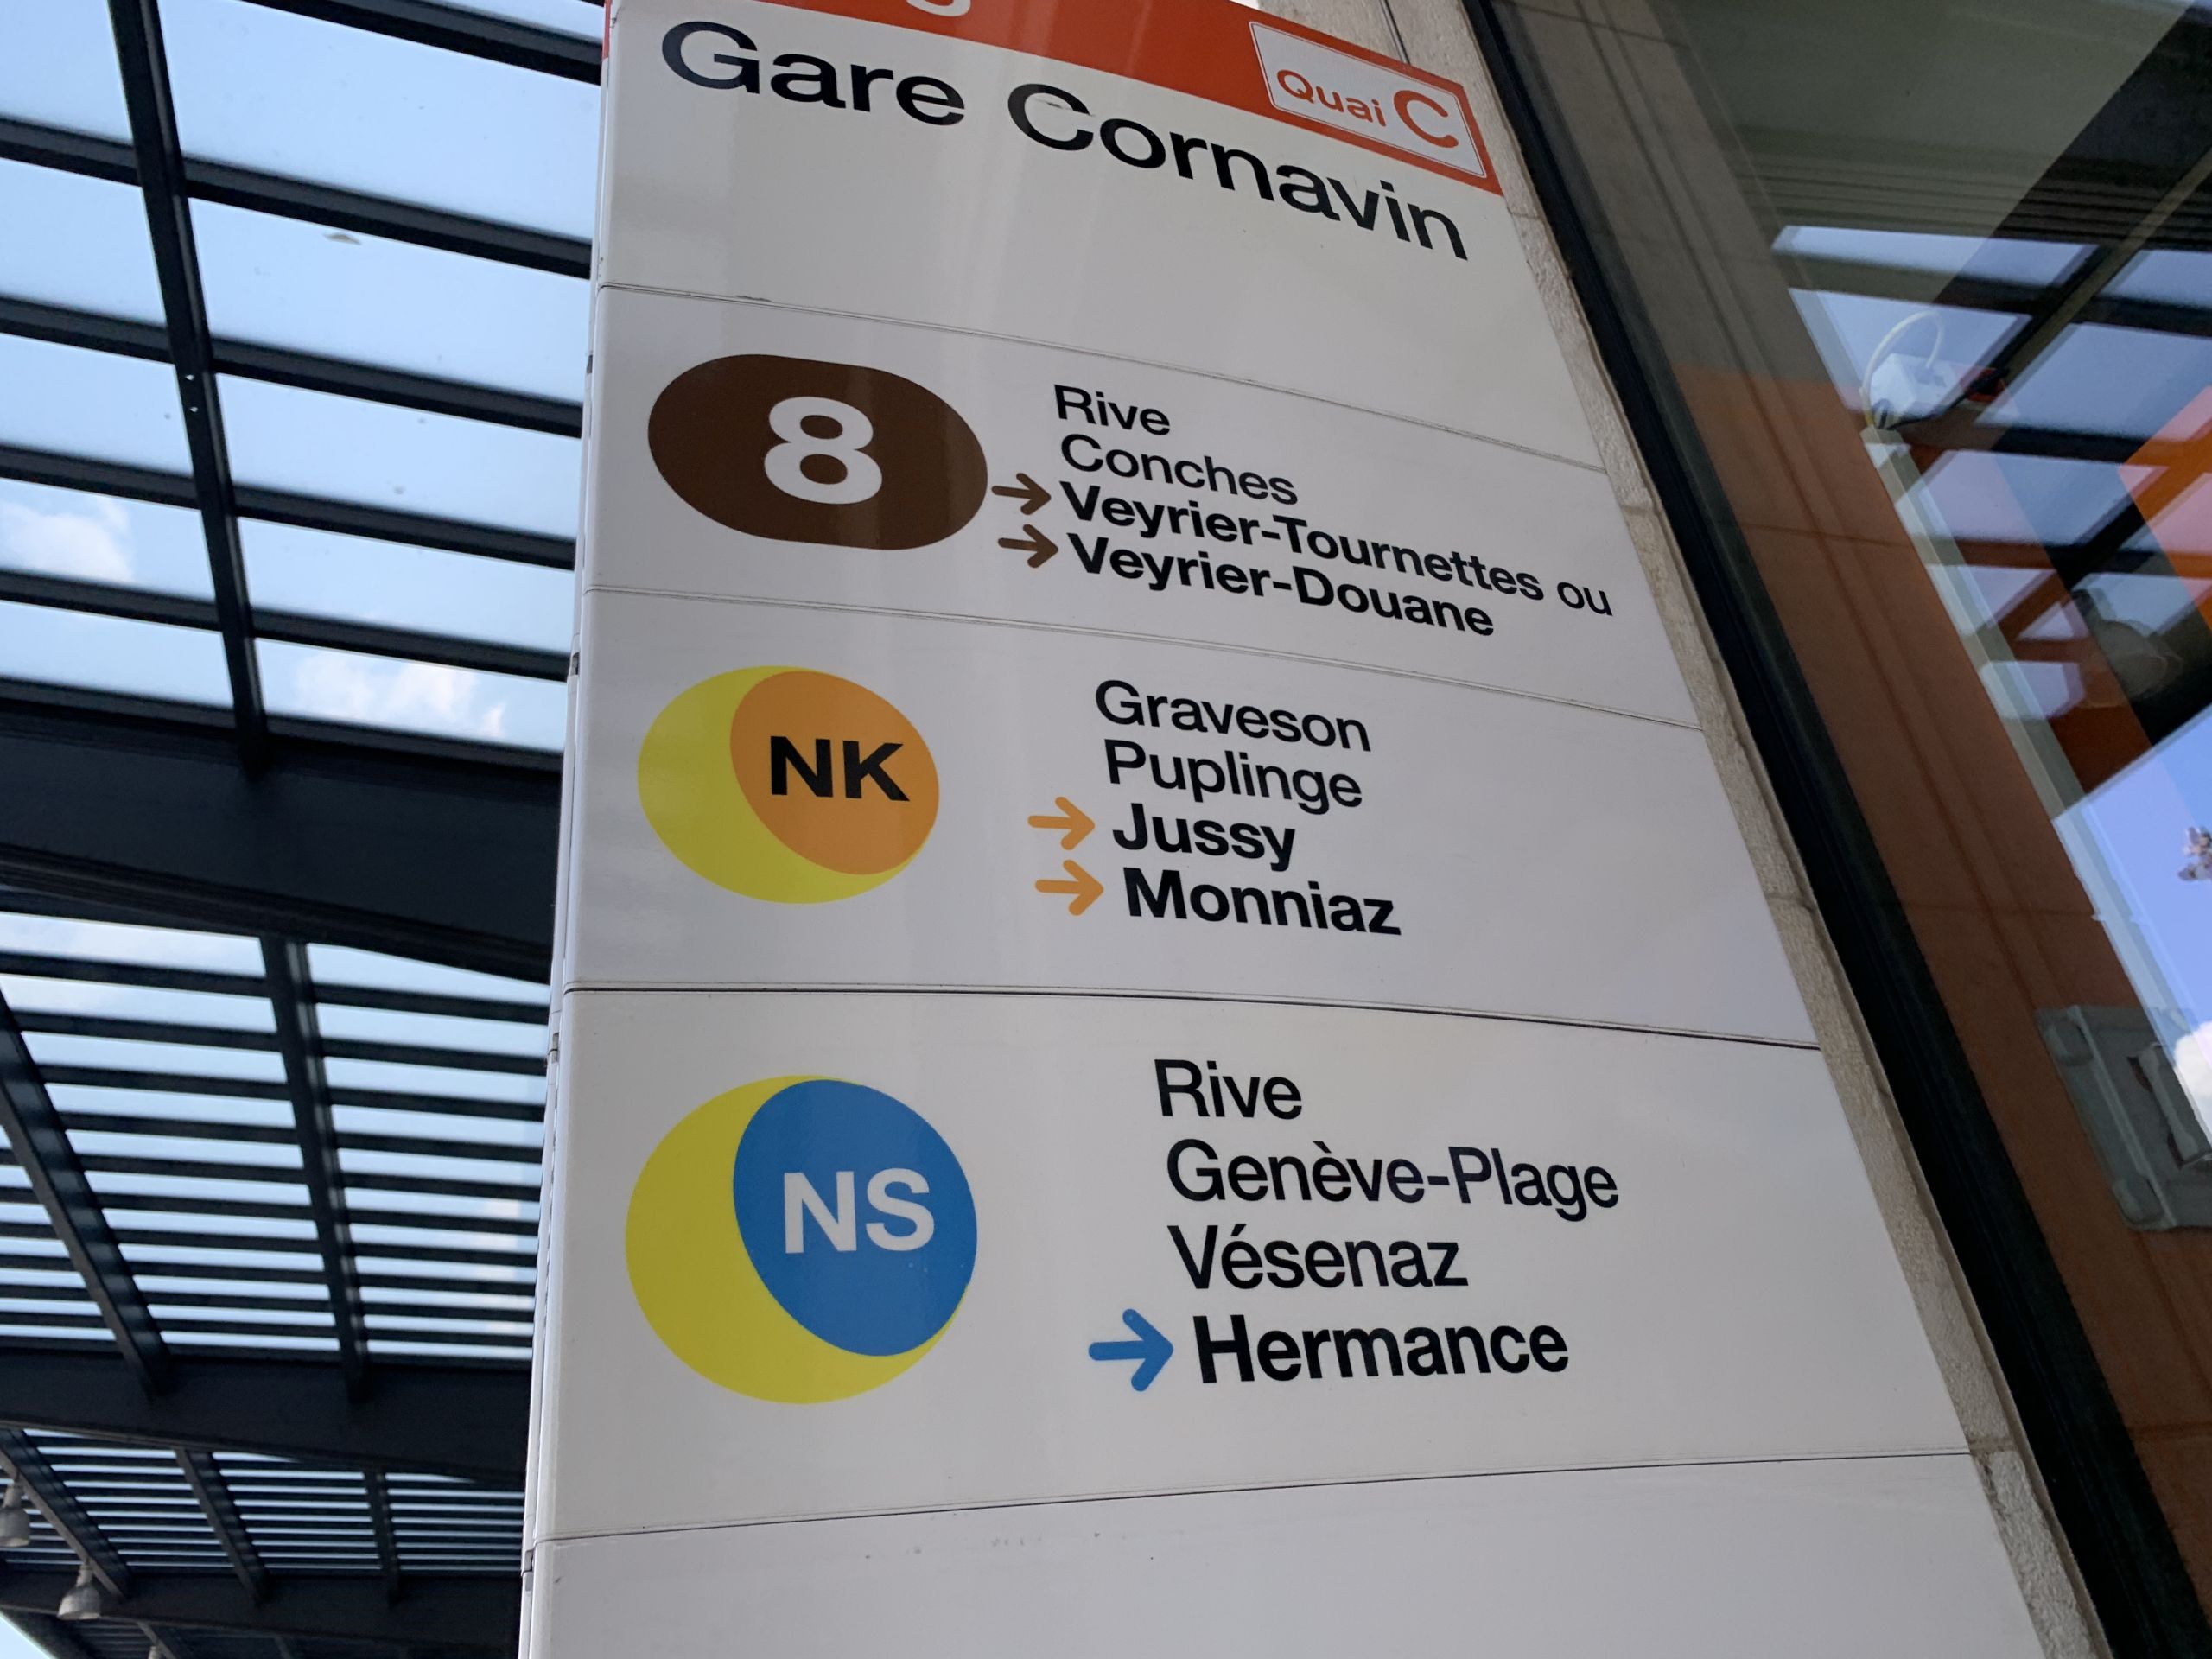 Quai C
Gare Cornavin
8
Rive
Conches
→ Veyrier-Tournettes ou
→ Veyrier-Douane
NK
Graveson
Puplinge
→ Jussy
→ Monniaz
NS
Rive
Genève-Plage
Vésenaz
→ Hermance